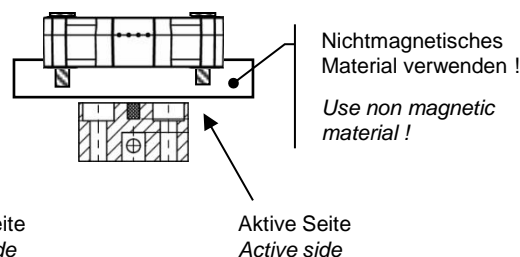 Nichtmagnetisches
Material verwenden !
Use non magnetic
material !
Aktive Seite
Active side